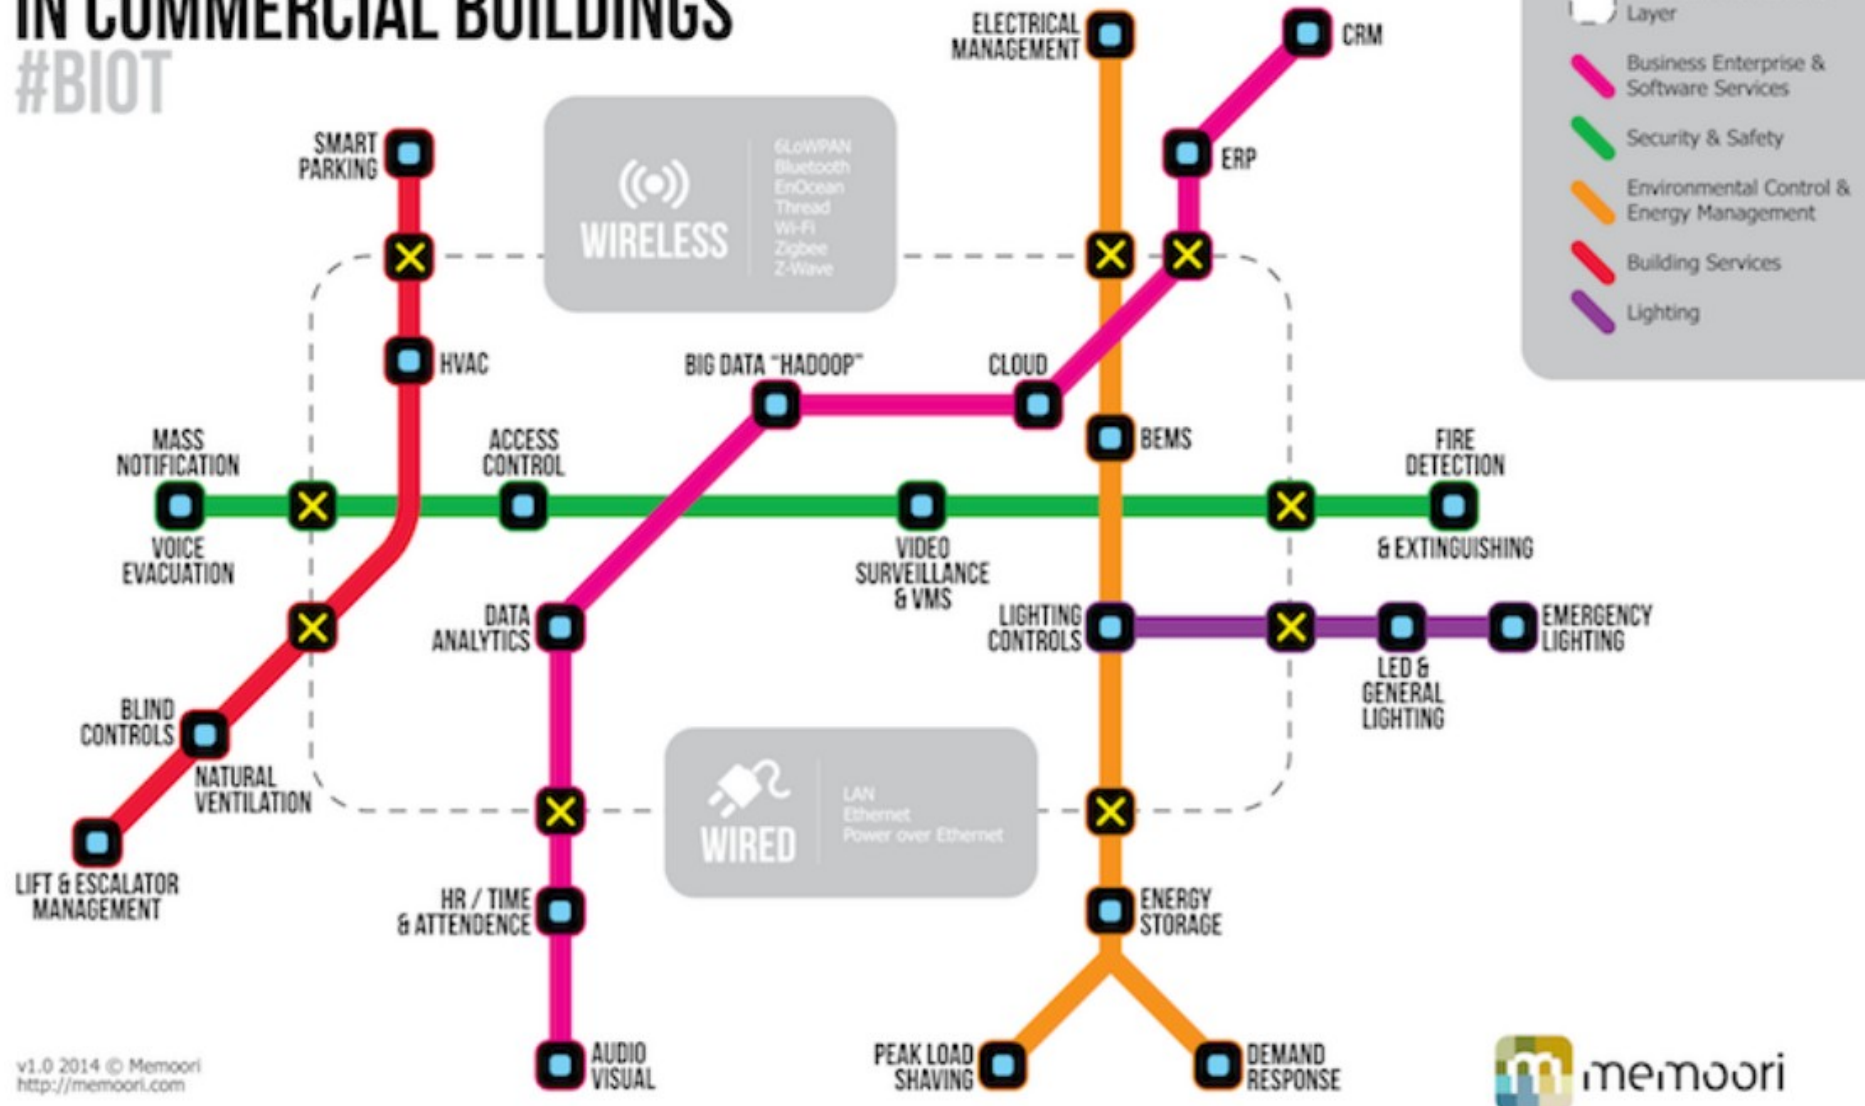 IN COMMERCIAL BUILDINGS
#BIOT
ELECTRICAL
MANAGEMENT
CRM
Layer
Business Enterprise &
Software Services
Security & Safety
Environmental Control &
Energy Management
Building Services
Lighting
SMART
PARKING
WIRELESS
6LoWPAN
Bluetooth
EnOcean
Thread
Wi-Fi
Zigbee
Z-Wave
ERP
HVAC
BIG DATA "HADOOP"
CLOUD
BEMS
MASS
NOTIFICATION
ACCESS
CONTROL
FIRE
DETECTION
VOICE
EVACUATION
VIDEO
SURVEILLANCE
& VMS
& EXTINGUISHING
DATA
ANALYTICS
LIGHTING
CONTROLS
EMERGENCY
LIGHTING
LED &
GENERAL
LIGHTING
BLIND
CONTROLS
NATURAL
VENTILATION
WIRED
LAN
Ethernet
Power over Ethernet
LIFT & ESCALATOR
MANAGEMENT
HR / TIME
& ATTENDENCE
ENERGY
STORAGE
AUDIO
VISUAL
PEAK LOAD
SHAVING
DEMAND
RESPONSE
v1.0 2014 © Memoori
http://memoori.com
m memoori